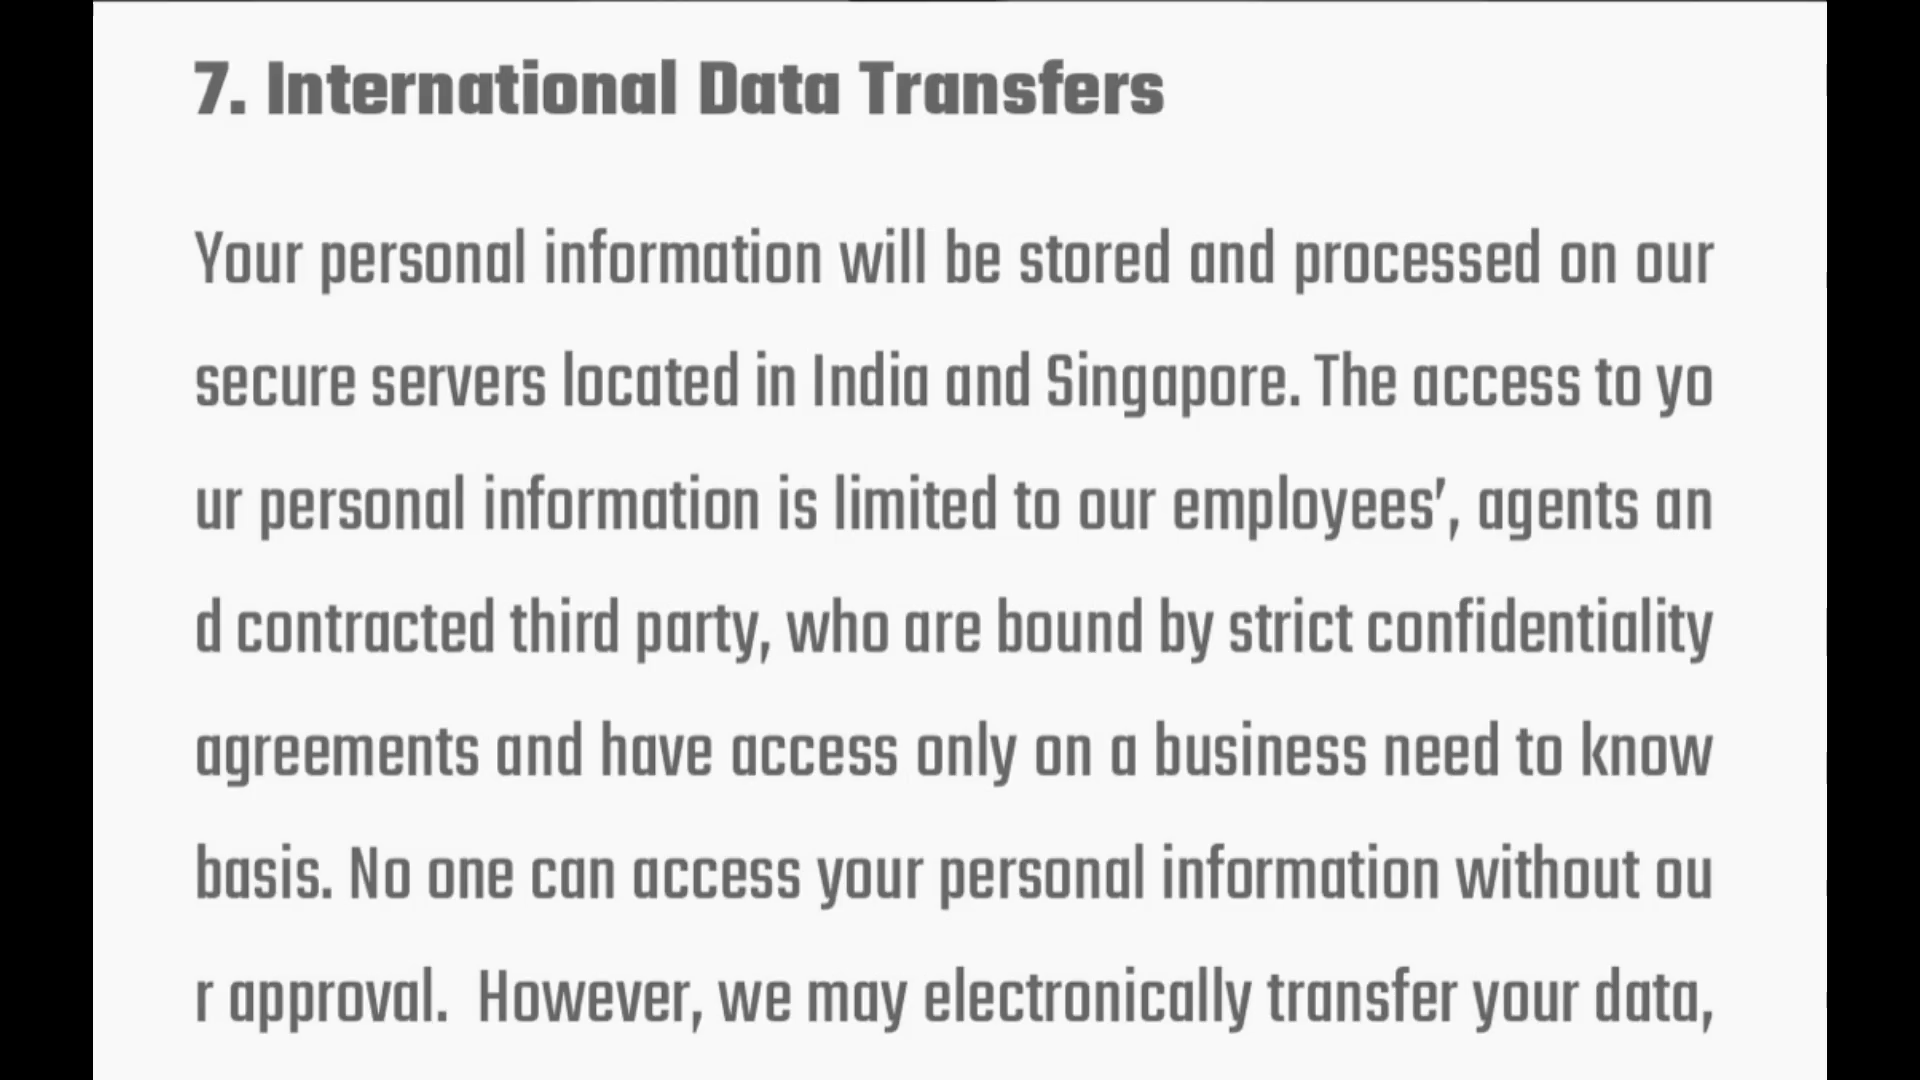 7. International Data Transfers
Your personal information will be stored and processed on our
secure servers located in India and Singapore. The access to yo
ur personal information is limited to our employees’, agents an
d contracted third party, who are bound by strict confidentiality
agreements and have access only on a business need to know
basis. No one can access your personal information without ou
r approval.  However, we may electronically transfer your data,